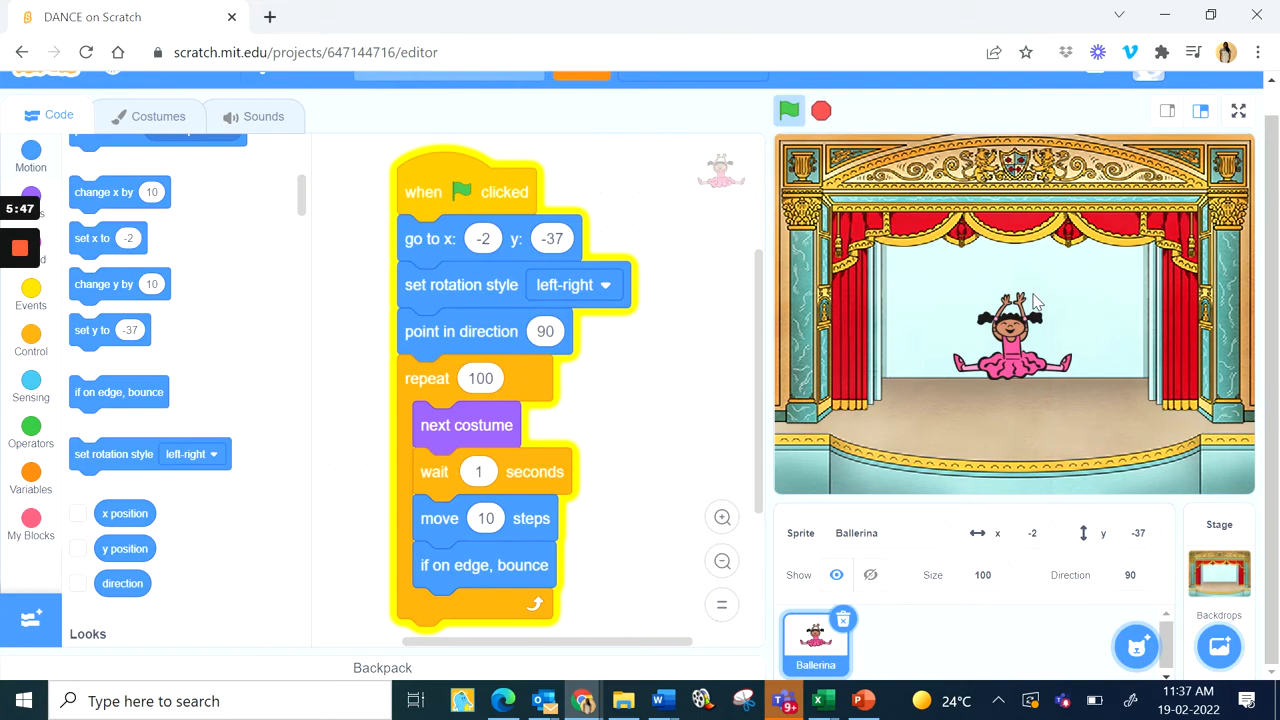 DANCE on Scratch
scratch.mit.edu/projects/647144716/editor
Code
Costumes
Sounds
Motion
change x by 10
5:47
set x to -2
change y by 10
Events
set y to -37
Control
if on edge, bounce
Sensing
set rotation style left-right
Operators
Variables
x position
My Blocks
y position
direction
Looks
when clicked
go to x: -2 y: -37
set rotation style left-right
point in direction 90
repeat 100
next costume
wait 1 seconds
move 10 steps
if on edge, bounce
Backpack
Sprite Ballerina x -2 y -37
Show Size 100 Direction 90
Ballerina
Stage
Backdrops
Type here to search
9+
24°C
11:37 AM
19-02-2022